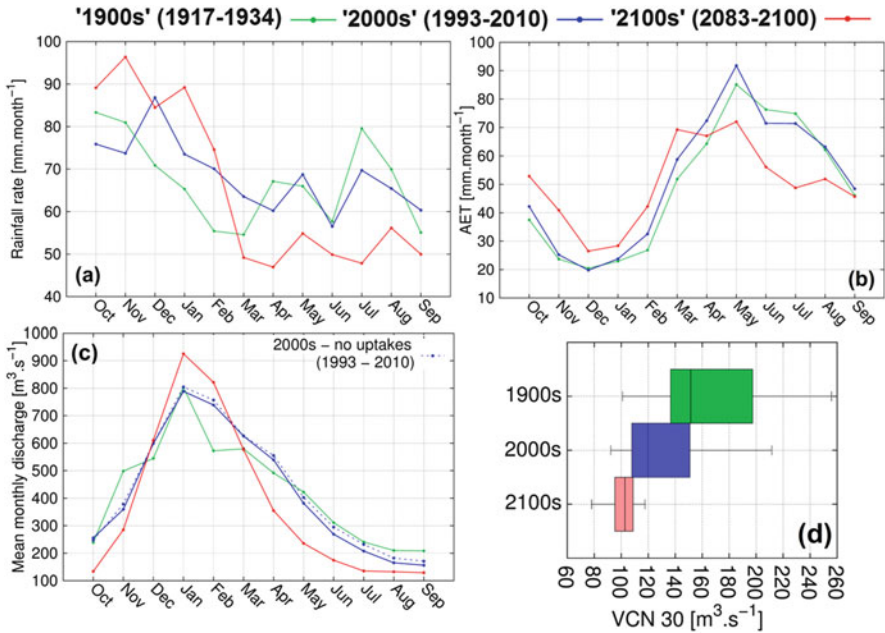 '1900s' (1917-1934) '2000s' (1993-2010) '2100s' (2083-2100)
Rainfall rate [mm.month⁻¹]
100
90
80
70
60
50
40
(a)
Oct Nov Dec Jan Feb Mar Apr May Jun Jul Aug Sep
AET [mm.month⁻¹]
100
90
80
70
60
50
40
30
20
10
(b)
Oct Nov Dec Jan Feb Mar Apr May Jun Jul Aug Sep
Mean monthly discharge [m³.s⁻¹]
1000
900
800
700
600
500
400
300
200
100
(c)
2000s – no uptakes
(1993 – 2010)
Oct Nov Dec Jan Feb Mar Apr May Jun Jul Aug Sep
1900s
2000s
2100s
(d)
60 80 100 120 140 160 180 200 220 240 260
VCN 30 [m³.s⁻¹]